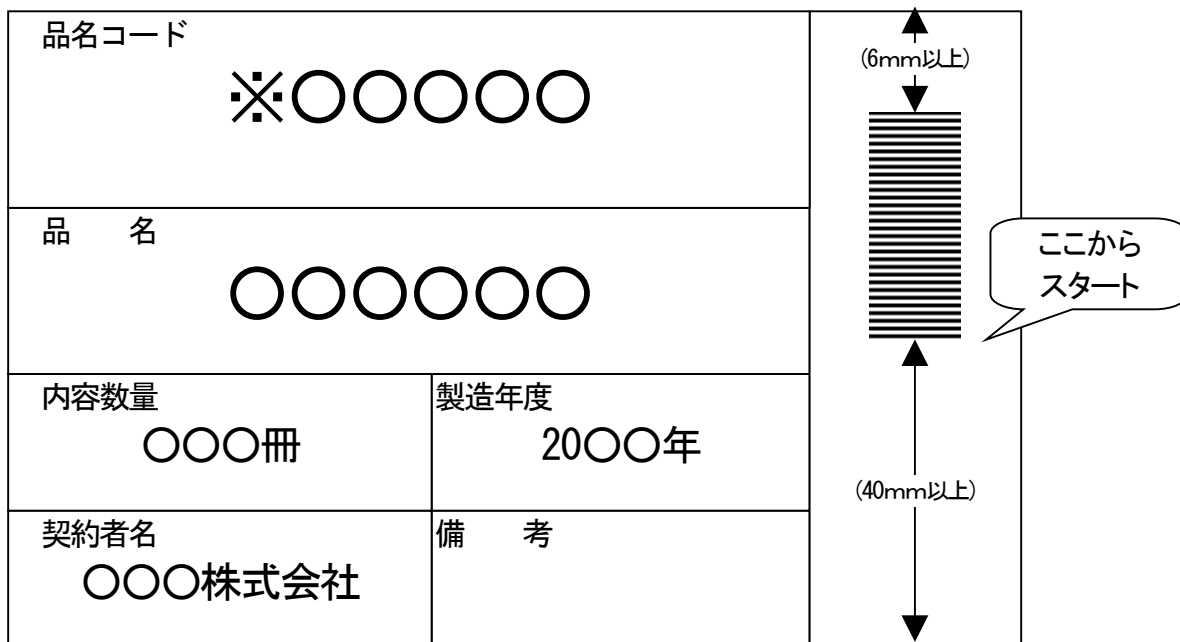 品名コード
※○○○○○
品　　名
○○○○○○
内容数量
○○○冊
製造年度
20○○年
契約者名
○○○株式会社
備　　考
(6mm以上)
ここから
スタート
(40mm以上)